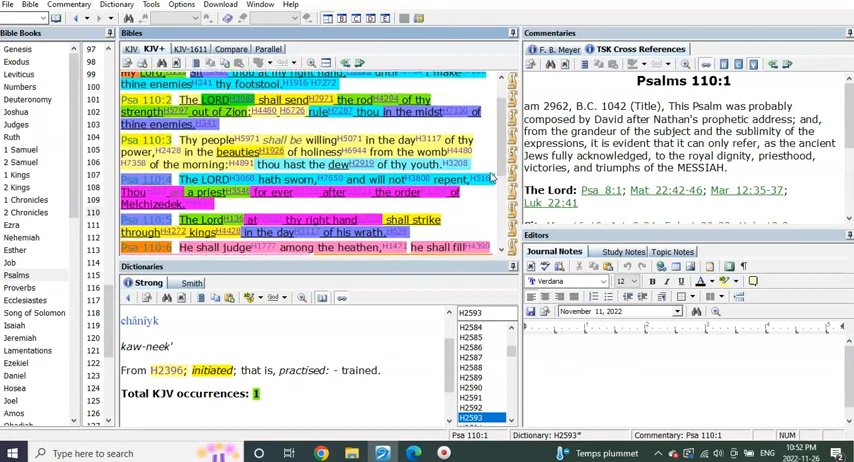 File Bible Commentary Dictionary Tools Options Download Window Help
Bible Books
Genesis 97
Exodus 98
Leviticus 99
Numbers 100
Deuteronomy 101
Joshua 102
Judges 103
Ruth 104
1 Samuel 105
2 Samuel 106
1 Kings 107
2 Kings 108
1 Chronicles 109
2 Chronicles 110
Ezra 111
Nehemiah 112
Esther 113
Job 114
Psalms 115
Proverbs 116
Ecclesiastes 117
Song of Solomon 118
Isaiah 119
Jeremiah 120
Lamentations 121
Ezekiel 122
Daniel 123
Hosea 124
Joel 125
Amos 126
Bibles
KJV KJV+ KJV-1611 Compare Parallel
thine enemies H341 thy footstool. H1916 H7272
Psa 110:2 The LORD H3068 shall send H7971 the rod H4294 of thy
strength H5797 out of Zion: H4480 H6726 rule H7287 thou in the midst H7130 of
thine enemies. H341
Psa 110:3 Thy people H5971 shall be willing H5071 in the day H3117 of thy
power, H2428 in the beauties H1926 of holiness H6944 from the womb H4480
H7358 of the morning: H4891 thou hast the dew H2919 of thy youth. H3208
Psa 110:4 The LORD H3068 hath sworn, H7650 and will not H3808 repent, H516
Thou art a priest H3548 for ever after the order of
Melchizedek.
Psa 110:5 The Lord H136 at thy right hand shall strike
through H4272 kings H4428 in the day H3117 of his wrath. H639
Psa 110:6 He shall judge H1777 among the heathen, H1471 he shall fill H4390
Dictionaries
Strong Smith
chânîyk
kaw-neek'
From H2396; initiated; that is, practised: - trained.
Total KJV occurrences: 1
H2593
H2584
H2585
H2586
H2587
H2588
H2589
H2590
H2591
H2592
H2593
Commentaries
F. B. Meyer TSK Cross References
Psalms 110:1
am 2962, B.C. 1042 (Title), This Psalm was probably
composed by David after Nathan's prophetic address; and,
from the grandeur of the subject and the sublimity of the
expressions, it is evident that it can only refer, as the
ancient Jews fully acknowledged, to the royal dignity, priesthood,
victories, and triumphs of the MESSIAH.
The Lord: Psa 8:1; Mat 22:42-46; Mar 12:35-37;
Luk 22:41
Editors
Journal Notes Study Notes Topic Notes
Verdana 12 B I U A
November 11, 2022
Psa 110:1 Dictionary: H2593* Commentary: Psa 110:1 NUM
Type here to search
Temps plummet ENG 10:52 PM
2022-11-26